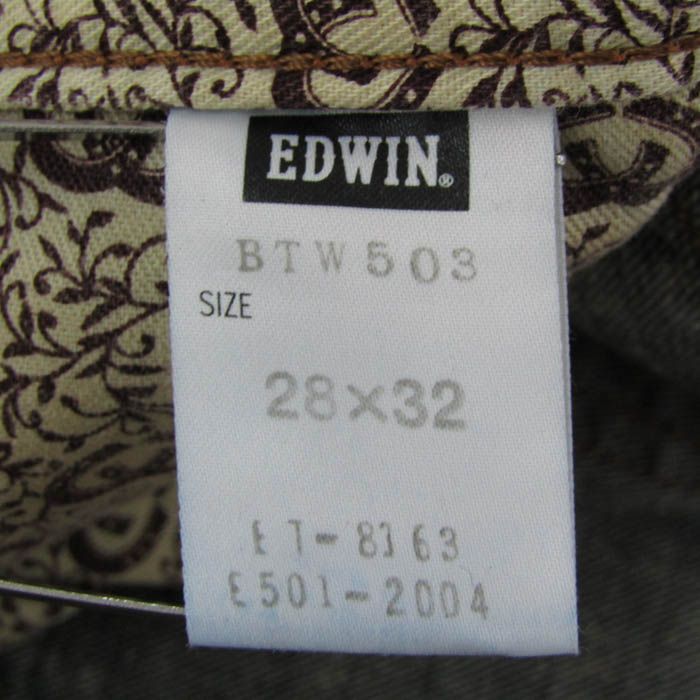 EDWIN®
BTW503
SIZE
28×32
ET-8163
E501-2004